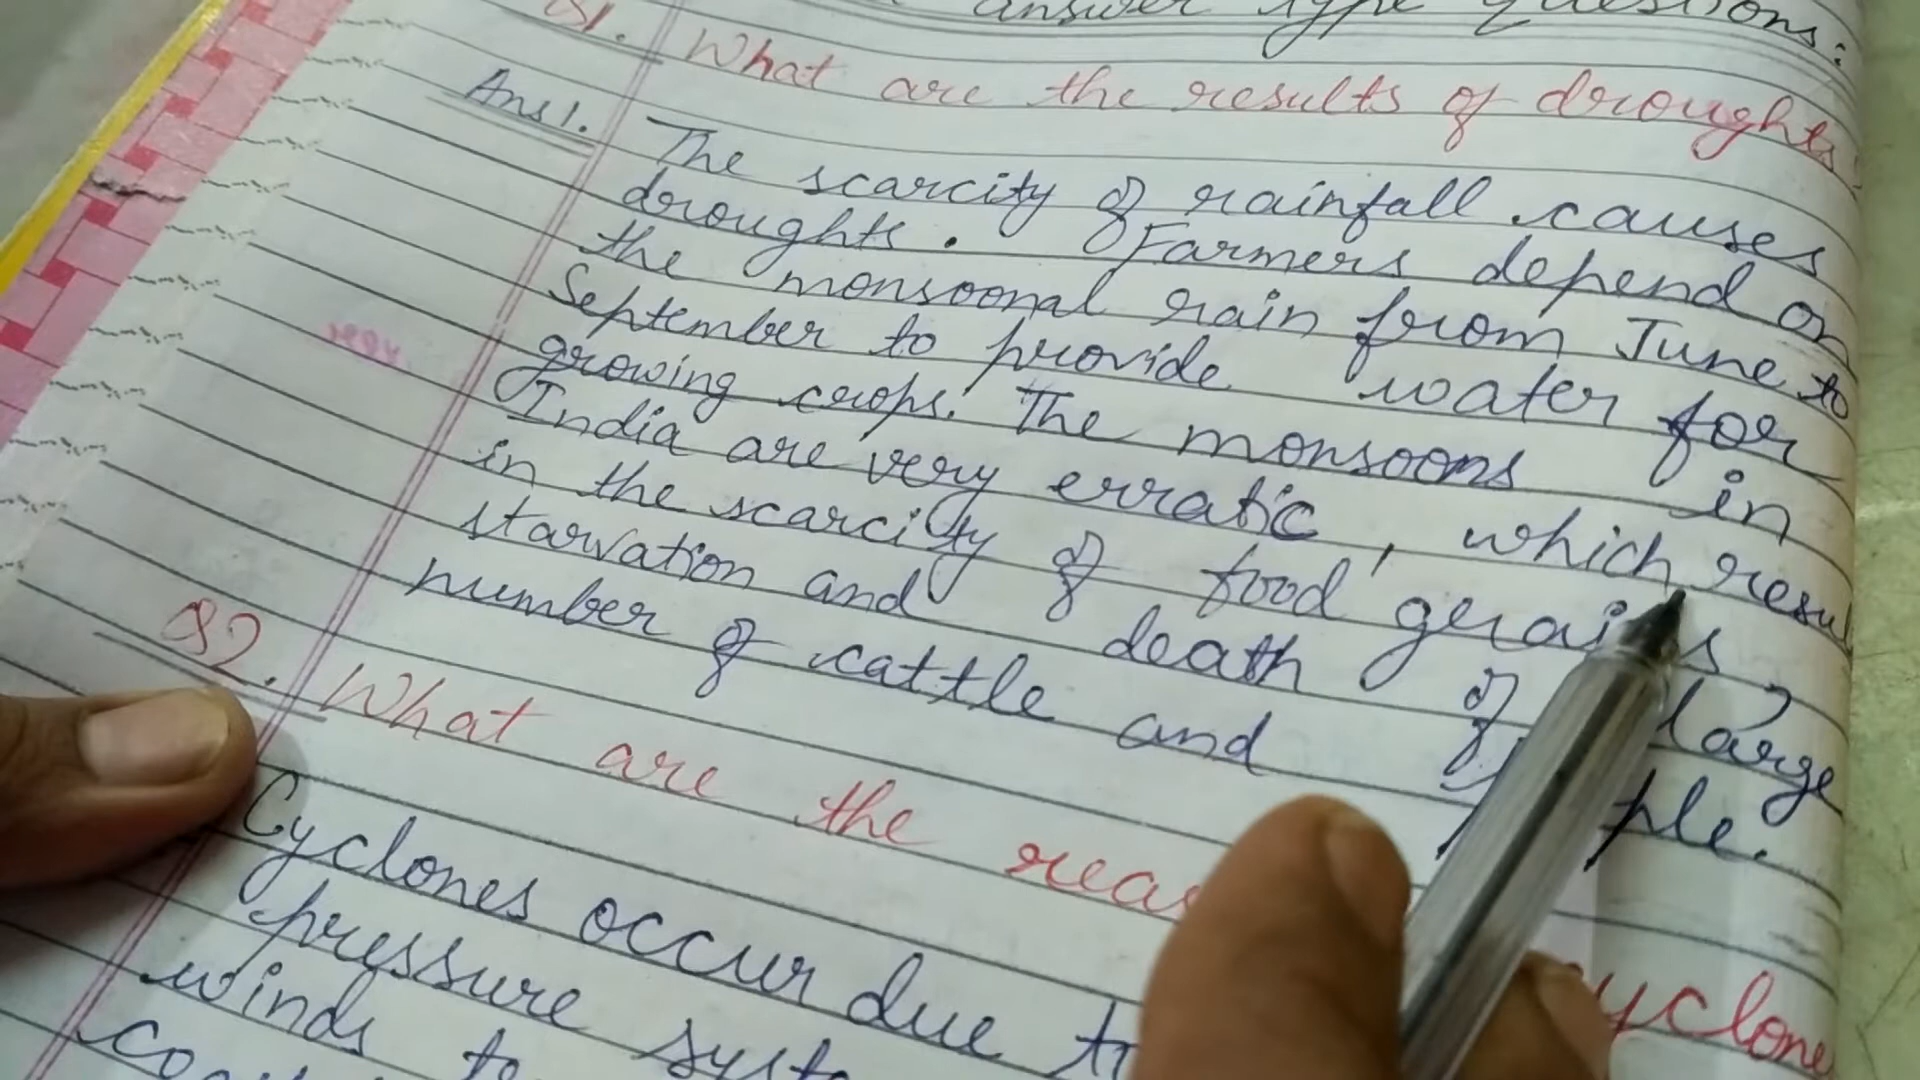 answer type questions:
Q1. What are the results of droughts
Ans1. The scarcity of rainfall causes
droughts. Farmers depend on
the monsoonal rain from June to
September to provide water for
growing crops. The monsoons in
India are very erratic, which
in the scarcity of food grains
starvation and death of large
number of cattle and
Q2. What are the
Cyclones occur due
pressure
winds to